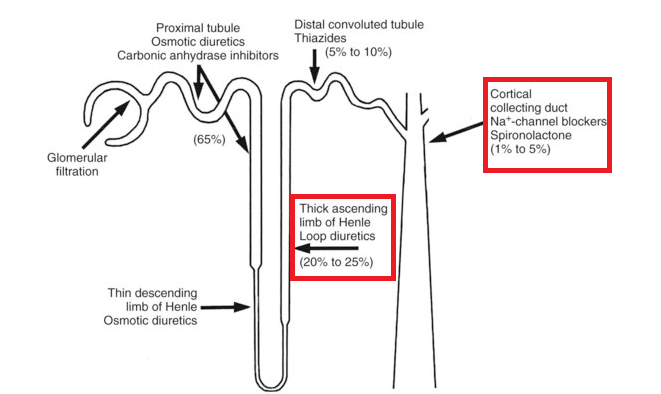 Proximal tubule
Osmotic diuretics
Carbonic anhydrase inhibitors
Distal convoluted tubule
Thiazides
(5% to 10%)
Cortical
collecting duct
Na⁺-channel blockers
Spironolactone
(1% to 5%)
(65%)
Glomerular
filtration
Thick ascending
limb of Henle
Loop diuretics
(20% to 25%)
Thin descending
limb of Henle
Osmotic diuretics